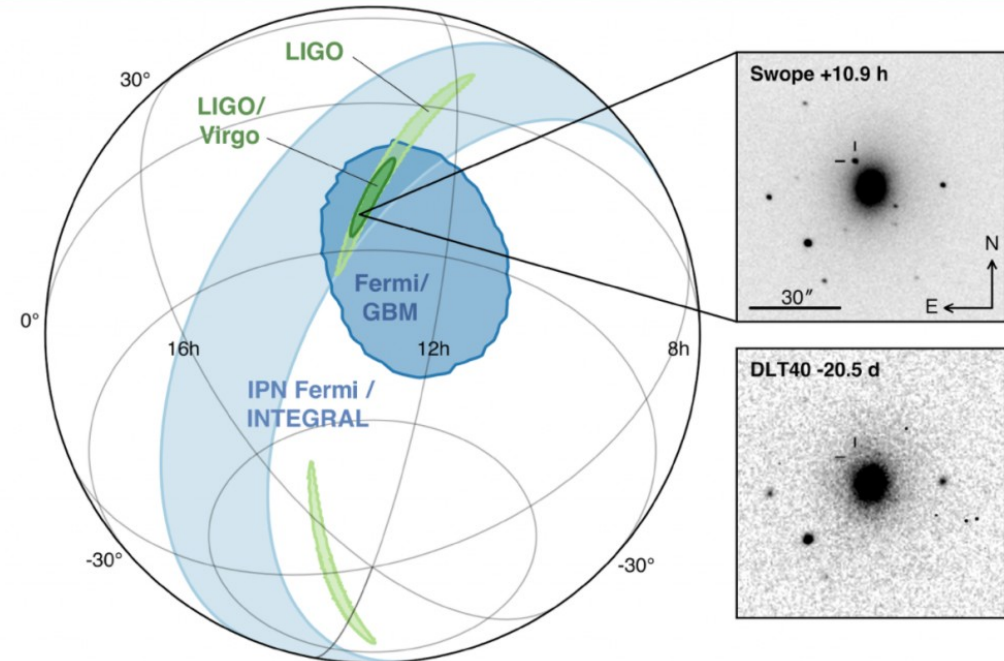 LIGO
30°
LIGO/
Virgo
Fermi/
GBM
0°
16h
12h
8h
IPN Fermi /
INTEGRAL
-30°
-30°
Swope +10.9 h
N
30″
E
DLT40 -20.5 d